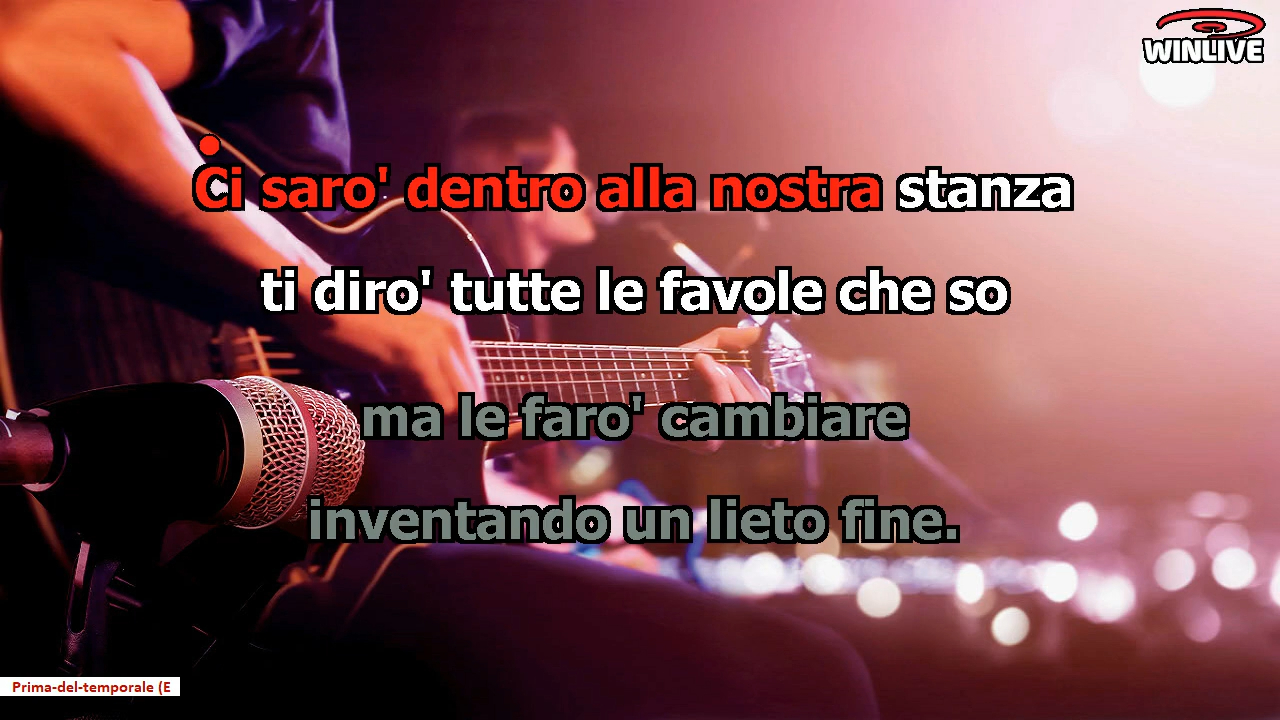 WINLIVE
Ci saro' dentro alla nostra stanza
ti diro' tutte le favole che so
ma le faro' cambiare
inventando un lieto fine.
Prima-del-temporale (E